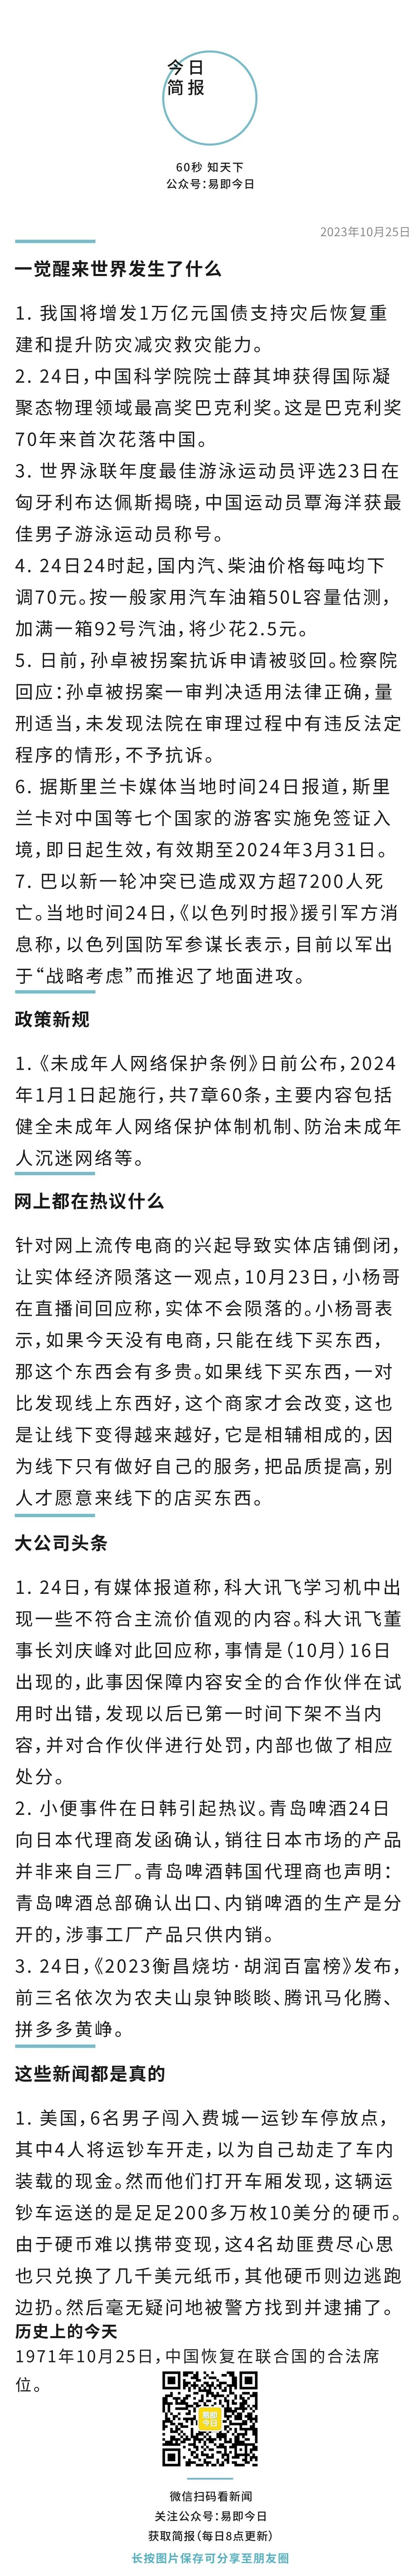 今日
简报
60秒 知天下
公众号：易即今日
2023年10月25日
一觉醒来世界发生了什么
1. 我国将增发1万亿元国债支持灾后恢复重
建和提升防灾减灾救灾能力。
2. 24日，中国科学院院士薛其坤获得国际凝
聚态物理领域最高奖巴克利奖。这是巴克利奖
70年来首次花落中国。
3. 世界泳联年度最佳游泳运动员评选23日在
匈牙利布达佩斯揭晓，中国运动员覃海洋获最
佳男子游泳运动员称号。
4. 24日24时起，国内汽、柴油价格每吨均下
调70元。按一般家用汽车油箱50L容量估测，
加满一箱92号汽油，将少花2.5元。
5. 日前，孙卓被拐案抗诉申请被驳回。检察院
回应：孙卓被拐案一审判决适用法律正确，量
刑适当，未发现法院在审理过程中有违反法定
程序的情形，不予抗诉。
6. 据斯里兰卡媒体当地时间24日报道，斯里
兰卡对中国等七个国家的游客实施免签证入
境，即日起生效，有效期至2024年3月31日。
7. 巴以新一轮冲突已造成双方超7200人死
亡。当地时间24日，《以色列时报》援引军方消
息称，以色列国防军参谋长表示，目前以军出
于“战略考虑”而推迟了地面进攻。
政策新规
1.《未成年人网络保护条例》日前公布，2024
年1月1日起施行，共7章60条，主要内容包括
健全未成年人网络保护体制机制、防治未成年
人沉迷网络等。
网上都在热议什么
针对网上流传电商的兴起导致实体店铺倒闭，
让实体经济陨落这一观点，10月23日，小杨哥
在直播间回应称，实体不会陨落的。小杨哥表
示，如果今天没有电商，只能在线下买东西，
那这个东西会有多贵。如果线下买东西，一对
比发现线上东西好，这个商家才会改变，这也
是让线下变得越来越好，它是相辅相成的，因
为线下只有做好自己的服务，把品质提高，别
人才愿意来线下的店买东西。
大公司头条
1. 24日，有媒体报道称，科大讯飞学习机中出
现一些不符合主流价值观的内容。科大讯飞董
事长刘庆峰对此回应称，事情是（10月）16日
出现的，此事因保障内容安全的合作伙伴在试
用时出错，发现以后已第一时间下架不当内
容，并对合作伙伴进行处罚，内部也做了相应
处分。
2. 小便事件在日韩引起热议。青岛啤酒24日
向日本代理商发函确认，销往日本市场的产品
并非来自三厂。青岛啤酒韩国代理商也声明：
青岛啤酒总部确认出口、内销啤酒的生产是分
开的，涉事工厂产品只供内销。
3. 24日，《2023衡昌烧坊·胡润百富榜》发布，
前三名依次为农夫山泉钟睒睒、腾讯马化腾、
拼多多黄峥。
这些新闻都是真的
1. 美国，6名男子闯入费城一运钞车停放点，
其中4人将运钞车开走，以为自己劫走了车内
装载的现金。然而他们打开车厢发现，这辆运
钞车运送的是足足200多万枚10美分的硬币。
由于硬币难以携带变现，这4名劫匪费尽心思
也只兑换了几千美元纸币，其他硬币则边逃跑
边扔。然后毫无疑问地被警方找到并逮捕了。
历史上的今天
1971年10月25日，中国恢复在联合国的合法席
位。
易即
今日
微信扫码看新闻
关注公众号：易即今日
获取简报（每日8点更新）
长按图片保存可分享至朋友圈